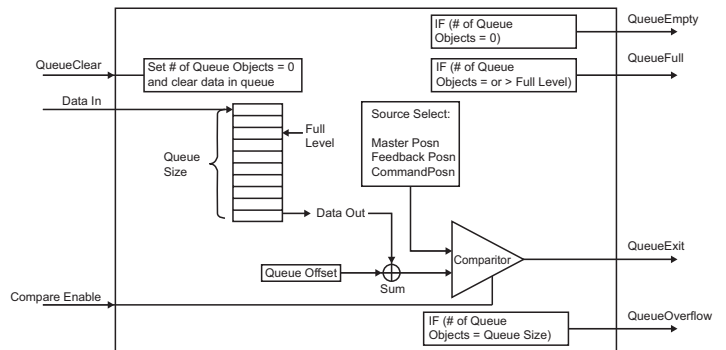 QueueClear
Set # of Queue Objects = 0
and clear data in queue
IF (# of Queue
Objects = 0)
QueueEmpty
IF (# of Queue
Objects = or > Full Level)
QueueFull
Data In
Queue
Size
Full
Level
Source Select:
Master Posn
Feedback Posn
CommandPosn
Data Out
Queue Offset
Sum
Comparitor
QueueExit
Compare Enable
IF (# of Queue
Objects = Queue Size)
QueueOverflow